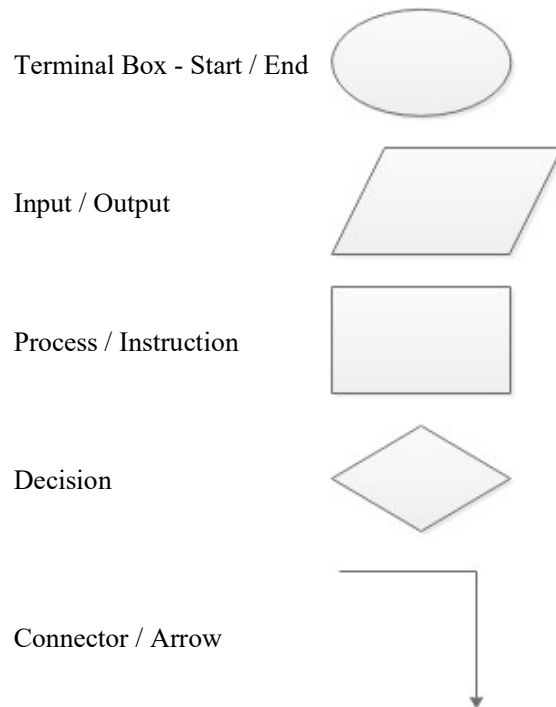 Terminal Box - Start / End
Input / Output
Process / Instruction
Decision
Connector / Arrow